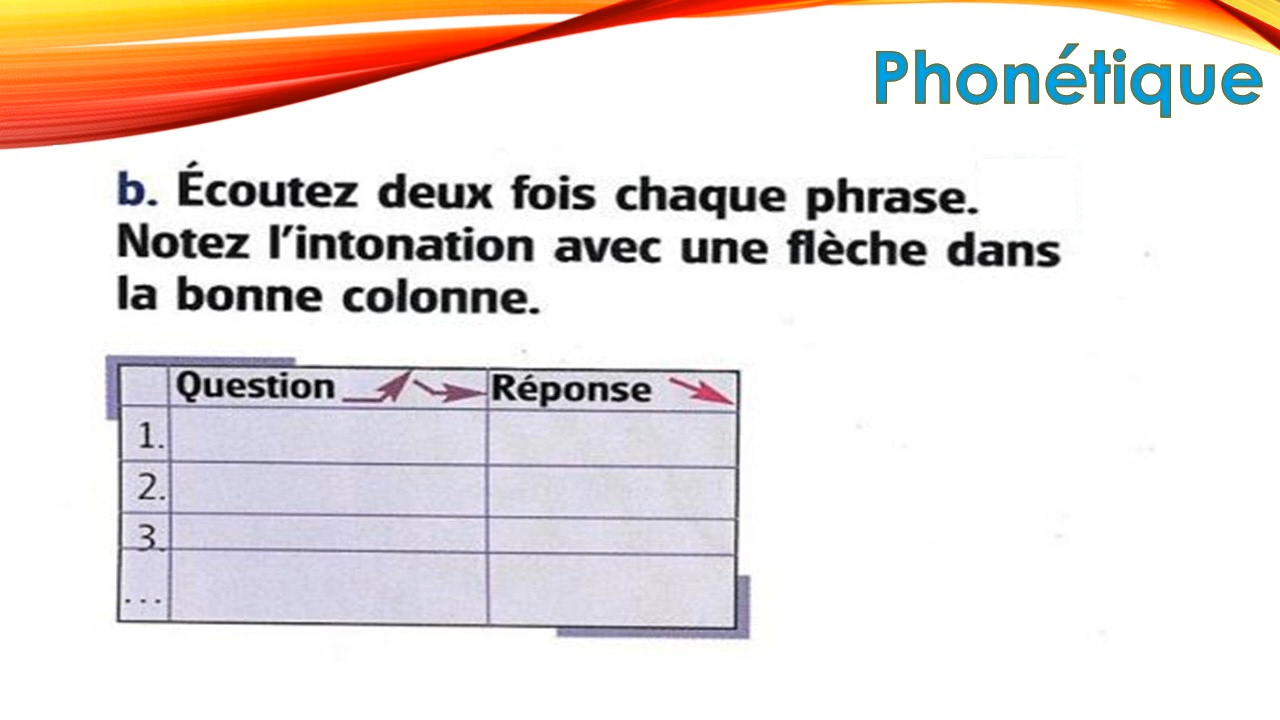 Phonétique
b. Écoutez deux fois chaque phrase.
Notez l'intonation avec une flèche dans
la bonne colonne.
Question Réponse
1.
2.
3.
...